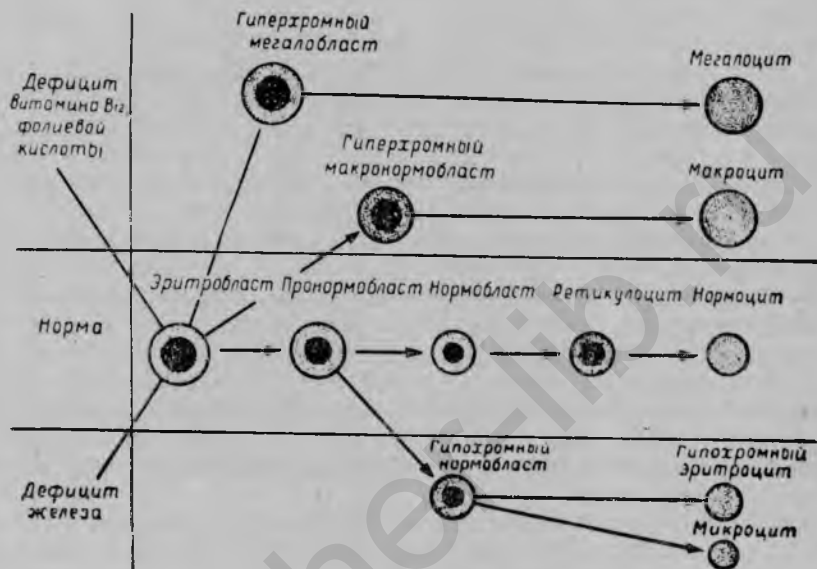 Гиперхромный
мегалобласт
Мегалоцит
Дефицит
витамина В12,
фолиевой
кислоты
Гиперхромный
макронормобласт
Макроцит
Эритробласт Пронормобласт Нормобласт Ретикулоцит Нормоцит
Норма
Гипохромный
нормобласт
Гипохромный
эритроцит
Дефицит
железа
Микроцит